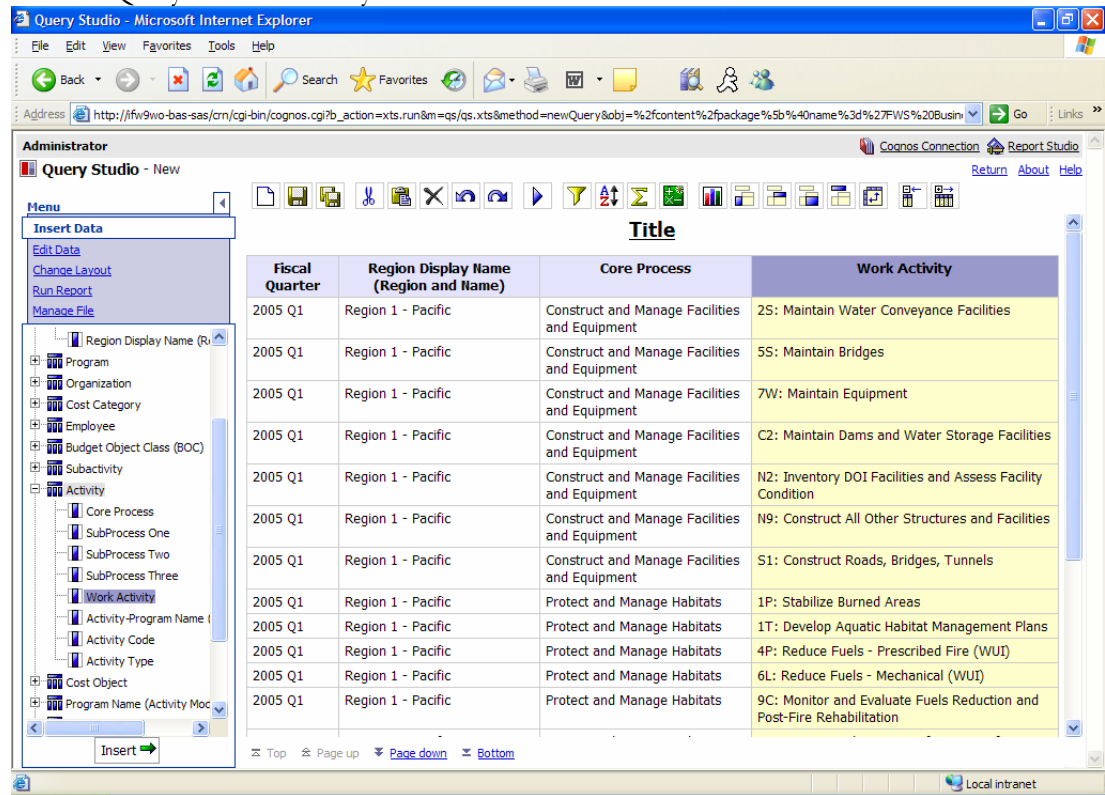 Query Studio - Microsoft Internet Explorer
File Edit View Favorites Tools Help
Back Search Favorites
Address http://ifw9wo-bas-sas/crn/cgi-bin/cognos.cgi?b_action=xts.run&m=qs/qs.xts&method=newQuery&obj=%2fcontent%2fpackage%5b%40name%3d%27FWS%20Busin Go Links »
Administrator Cognos Connection Report Studio
Query Studio - New Return About Help
Menu
Insert Data
Edit Data
Change Layout
Run Report
Manage File
Region Display Name (R
Program
Organization
Cost Category
Employee
Budget Object Class (BOC)
Subactivity
Activity
Core Process
SubProcess One
SubProcess Two
SubProcess Three
Work Activity
Activity-Program Name (
Activity Code
Activity Type
Cost Object
Program Name (Activity Mod
Insert
Title
Fiscal Quarter Region Display Name (Region and Name) Core Process Work Activity
2005 Q1 Region 1 - Pacific Construct and Manage Facilities and Equipment 2S: Maintain Water Conveyance Facilities
2005 Q1 Region 1 - Pacific Construct and Manage Facilities and Equipment 5S: Maintain Bridges
2005 Q1 Region 1 - Pacific Construct and Manage Facilities and Equipment 7W: Maintain Equipment
2005 Q1 Region 1 - Pacific Construct and Manage Facilities and Equipment C2: Maintain Dams and Water Storage Facilities
2005 Q1 Region 1 - Pacific Construct and Manage Facilities and Equipment N2: Inventory DOI Facilities and Assess Facility Condition
2005 Q1 Region 1 - Pacific Construct and Manage Facilities and Equipment N9: Construct All Other Structures and Facilities
2005 Q1 Region 1 - Pacific Construct and Manage Facilities and Equipment S1: Construct Roads, Bridges, Tunnels
2005 Q1 Region 1 - Pacific Protect and Manage Habitats 1P: Stabilize Burned Areas
2005 Q1 Region 1 - Pacific Protect and Manage Habitats 1T: Develop Aquatic Habitat Management Plans
2005 Q1 Region 1 - Pacific Protect and Manage Habitats 4P: Reduce Fuels - Prescribed Fire (WUI)
2005 Q1 Region 1 - Pacific Protect and Manage Habitats 6L: Reduce Fuels - Mechanical (WUI)
2005 Q1 Region 1 - Pacific Protect and Manage Habitats 9C: Monitor and Evaluate Fuels Reduction and Post-Fire Rehabilitation
Top Page up Page down Bottom
Local intranet